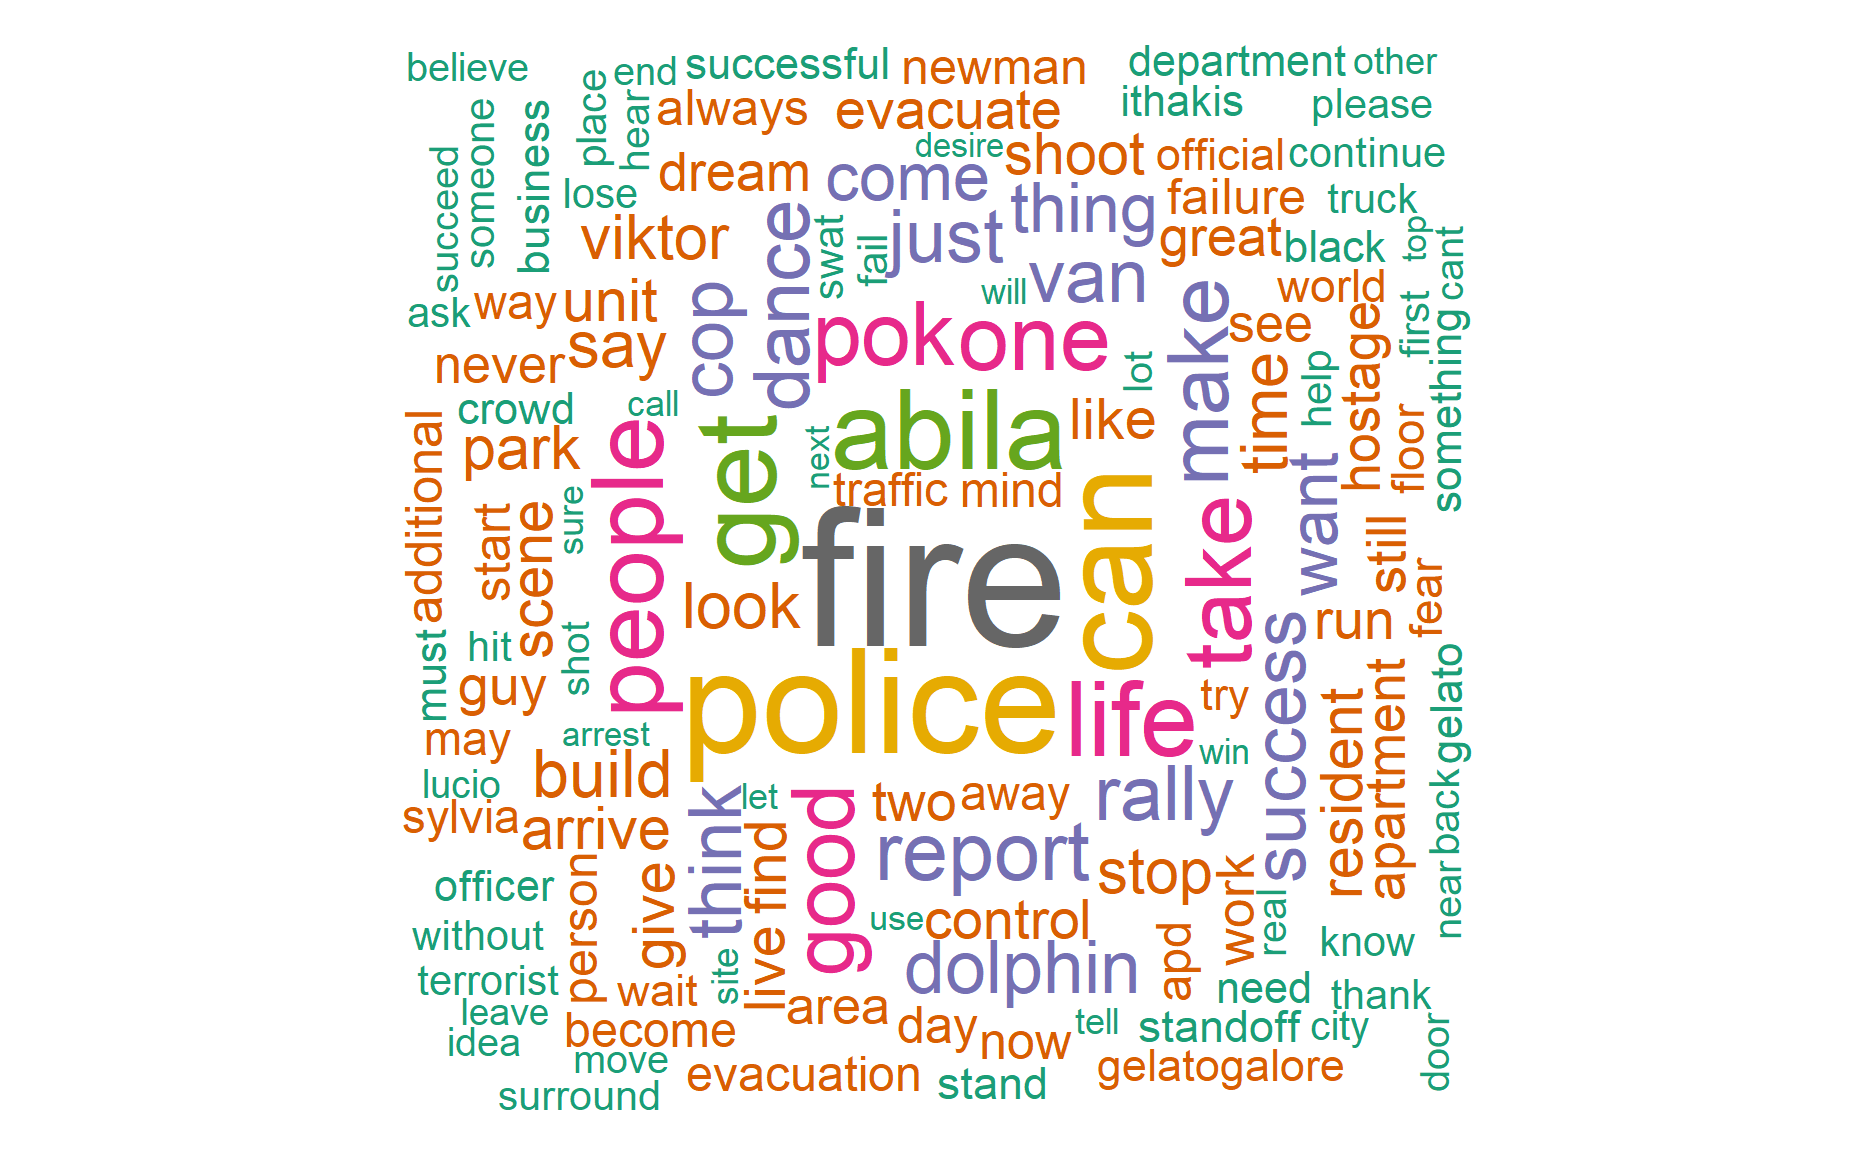 believe
end
successful
newman
department
other
place
hear
always
evacuate
ithakis
please
succeed
someone
business
lose
dream
desire
come
shoot
official
continue
viktor
dance
swat
fail
just
thing
failure
truck
great
black
top
cant
ask
way
unit
cop
will
van
make
world
never
say
pok
one
see
first
something
crowd
call
lot
like
time
help
hostage
floor
additional
park
people
get
next
abila
traffic
mind
can
want
start
scene
sure
look
fire
take
still
fear
run
must
hit
shot
guy
police
life
try
success
resident
apartment
gelato
may
arrest
win
lucio
build
let
two
away
rally
back
sylvia
arrive
think
find
good
report
stop
work
near
officer
person
give
live
use
control
real
without
know
terrorist
wait
site
area
dolphin
apd
need
thank
leave
become
day
now
tell
standoff
city
door
idea
move
evacuation
stand
gelatogalore
surround